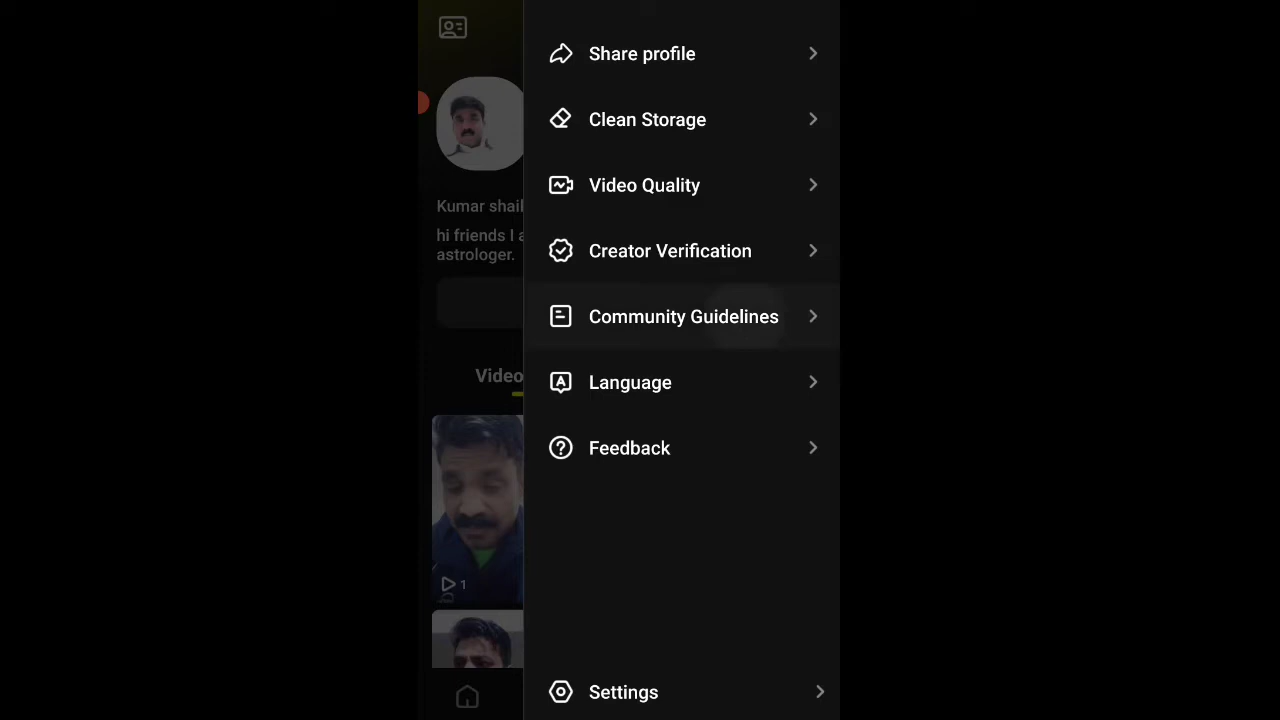 Share profile
Clean Storage
Video Quality
Creator Verification
Community Guidelines
Language
Feedback
Settings
Kumar shail
hi friends I a
astrologer.
Video
1